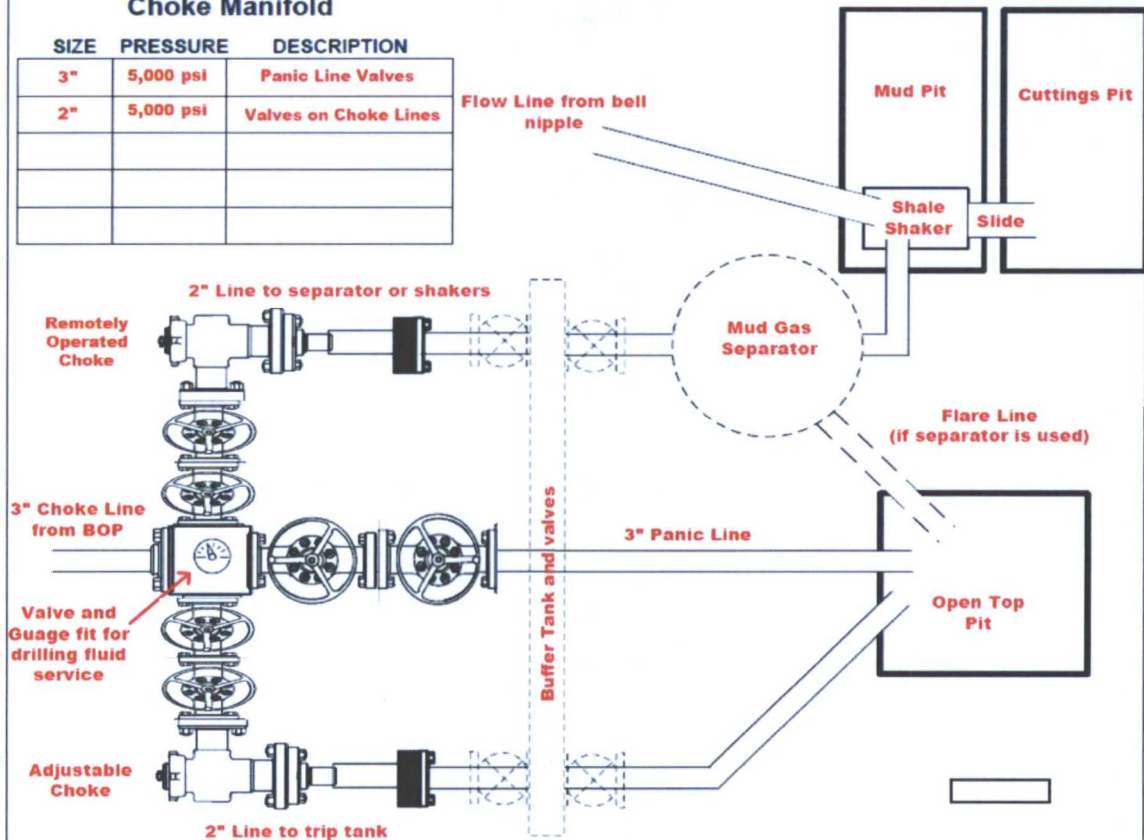 Choke Manifold
SIZE PRESSURE DESCRIPTION
3" 5,000 psi Panic Line Valves
2" 5,000 psi Valves on Choke Lines
Flow Line from bell
nipple
Mud Pit
Cuttings Pit
Shale
Shaker
Slide
2" Line to separator or shakers
Remotely
Operated
Choke
Mud Gas
Separator
Flare Line
(if separator is used)
3" Choke Line
from BOP
3" Panic Line
Valve and
Guage fit for
drilling fluid
service
Buffer Tank and valves
Open Top
Pit
Adjustable
Choke
2" Line to trip tank